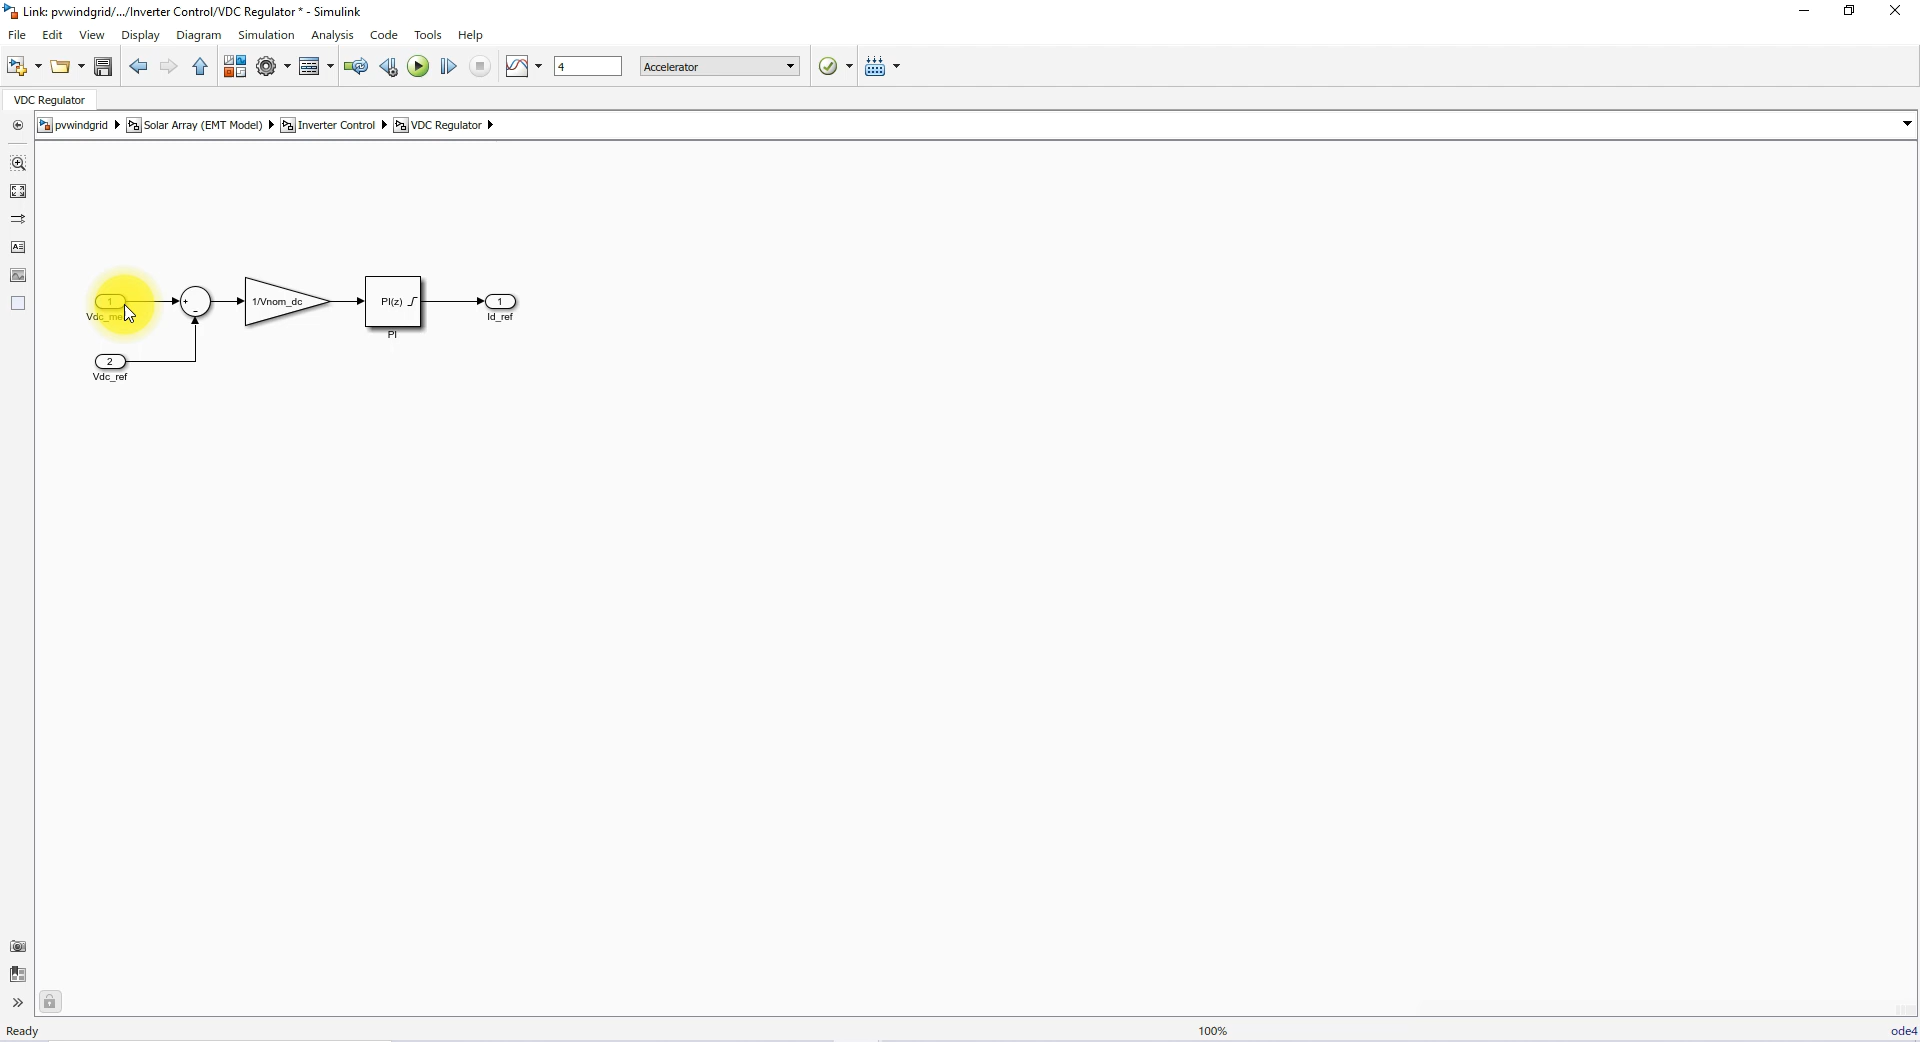 Link: pvwindgrid/.../Inverter Control/VDC Regulator * - Simulink
File Edit View Display Diagram Simulation Analysis Code Tools Help
4 Accelerator
VDC Regulator
pvwindgrid Solar Array (EMT Model) Inverter Control VDC Regulator
1 + - 1/Vnom_dc PI(z) 1
Id_ref
PI
2
Vdc_ref
Ready 100% ode4